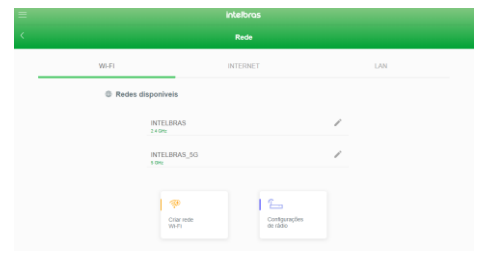 intelbras
Rede
WI-FI INTERNET LAN
Redes disponíveis
INTELBRAS
2.4 GHz
INTELBRAS_5G
5 GHz
Criar rede
Wi-Fi
Configurações
de rádio